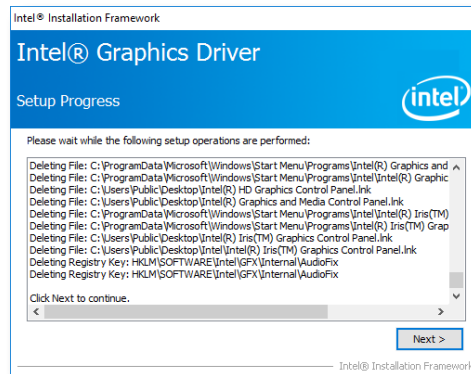 Intel® Installation Framework
Intel® Graphics Driver
Setup Progress
intel
Please wait while the following setup operations are performed:
Deleting File: C:\ProgramData\Microsoft\Windows\Start Menu\Programs\Intel(R) Graphics and
Deleting File: C:\ProgramData\Microsoft\Windows\Start Menu\Programs\Intel\Intel(R) Graphic
Deleting File: C:\Users\Public\Desktop\Intel(R) HD Graphics Control Panel.lnk
Deleting File: C:\Users\Public\Desktop\Intel(R) Graphics and Media Control Panel.lnk
Deleting File: C:\ProgramData\Microsoft\Windows\Start Menu\Programs\Intel\Intel(R) Iris(TM)
Deleting File: C:\ProgramData\Microsoft\Windows\Start Menu\Programs\Intel(R) Iris(TM) Grap
Deleting File: C:\Users\Public\Desktop\Intel(R) Iris(TM) Graphics Control Panel.lnk
Deleting File: C:\Users\Public\Desktop\Intel\Intel(R) Iris(TM) Graphics Control Panel.lnk
Deleting Registry Key: HKLM\SOFTWARE\Intel\GFX\Internal\AudioFix
Deleting Registry Key: HKLM\SOFTWARE\Intel\GFX\Internal\AudioFix
Click Next to continue.
Next >
Intel® Installation Framework